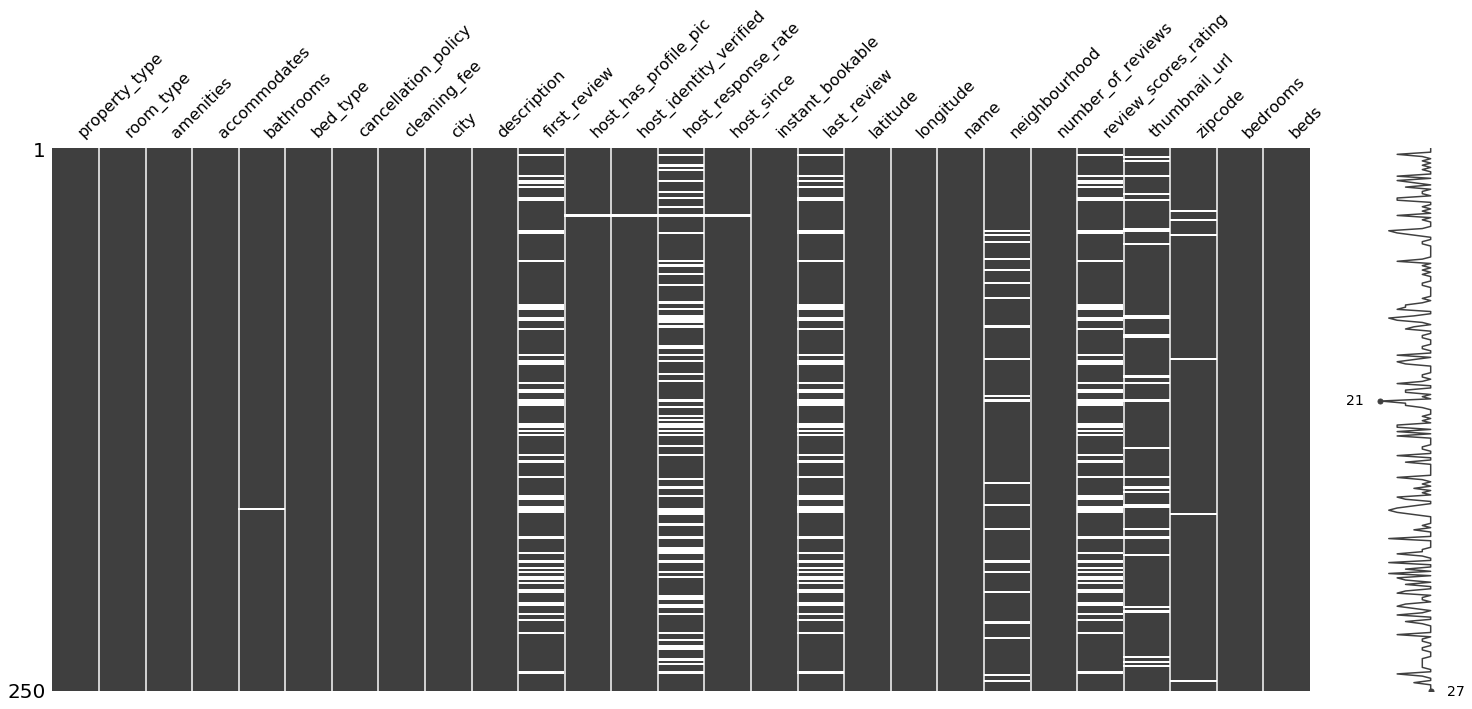 property_type
room_type
amenities
accommodates
bathrooms
bed_type
cancellation_policy
cleaning_fee
city
description
first_review
host_has_profile_pic
host_identity_verified
host_response_rate
host_since
instant_bookable
last_review
latitude
longitude
name
neighbourhood
number_of_reviews
review_scores_rating
thumbnail_url
zipcode
bedrooms
beds
1
21
250
27